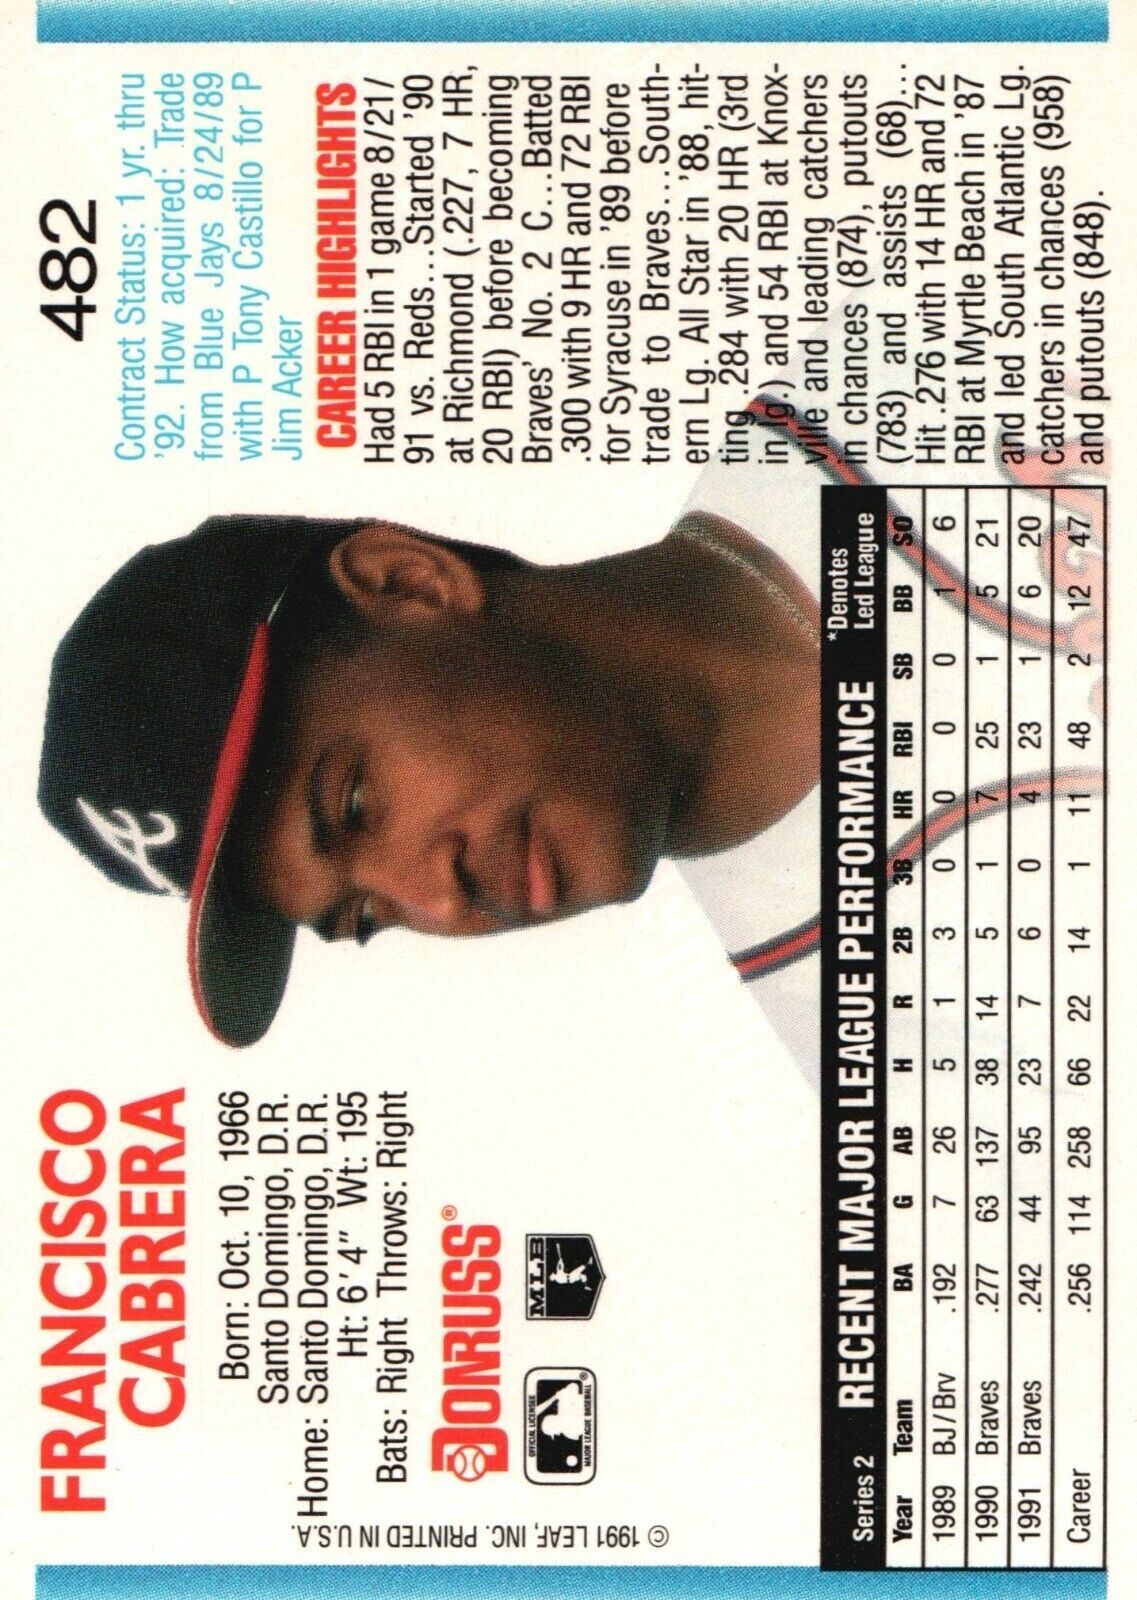 FRANCISCO
CABRERA
482
Born: Oct. 10, 1966
Santo Domingo, D.R.
Home: Santo Domingo, D.R.
Ht: 6'4" Wt: 195
Bats: Right Throws: Right
DONRUSS®
OFFICIAL LICENSEE
MAJOR LEAGUE BASEBALL®
MLB
© 1991 LEAF, INC. PRINTED IN U.S.A.
A
Contract Status: 1 yr. thru
'92. How acquired: Trade
from Blue Jays 8/24/89
with P Tony Castillo for P
Jim Acker
CAREER HIGHLIGHTS
Had 5 RBI in 1 game 8/21/
91 vs. Reds...Started '90
at Richmond (.227, 7 HR,
20 RBI) before becoming
Braves' No. 2 C...Batted
.300 with 9 HR and 72 RBI
for Syracuse in '89 before
trade to Braves...South-
ern Lg. All Star in '88, hit-
ting .284 with 20 HR (3rd
in lg.) and 54 RBI at Knox-
ville and leading catchers
in chances (874), putouts
(783) and assists (68)...
Hit .276 with 14 HR and 72
RBI at Myrtle Beach in '87
and led South Atlantic Lg.
catchers in chances (958)
and putouts (848).
Series 2 RECENT MAJOR LEAGUE PERFORMANCE *Denotes
Led League
Year Team BA G AB H R 2B 3B HR RBI SB BB SO
1989 BJ/Brv .192 7 26 5 1 3 0 0 0 0 1 6
1990 Braves .277 63 137 38 14 5 1 7 25 1 5 21
1991 Braves .242 44 95 23 7 6 0 4 23 1 6 20
Career .256 114 258 66 22 14 1 11 48 2 12 47